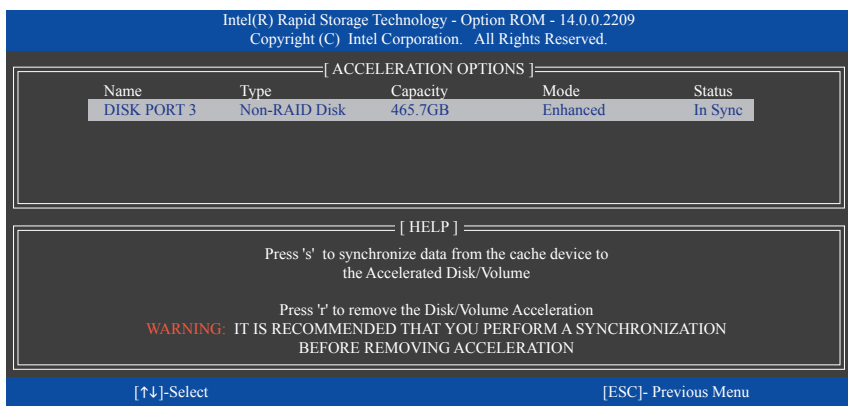 Intel(R) Rapid Storage Technology - Option ROM - 14.0.0.2209
Copyright (C) Intel Corporation. All Rights Reserved.
[ ACCELERATION OPTIONS ]
Name Type Capacity Mode Status
DISK PORT 3 Non-RAID Disk 465.7GB Enhanced In Sync
[ HELP ]
Press 's' to synchronize data from the cache device to
the Accelerated Disk/Volume
Press 'r' to remove the Disk/Volume Acceleration
WARNING: IT IS RECOMMENDED THAT YOU PERFORM A SYNCHRONIZATION
BEFORE REMOVING ACCELERATION
[↑↓]-Select [ESC]- Previous Menu